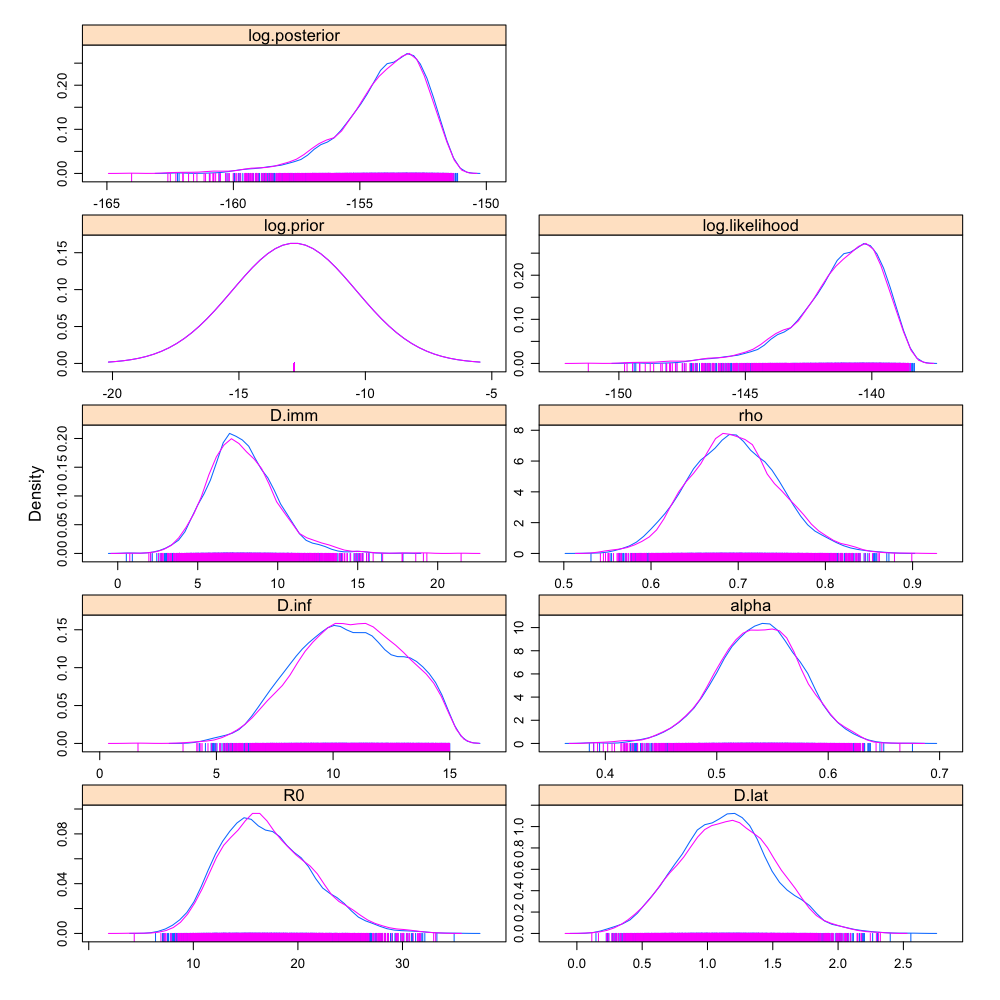 log.posterior
0.00 0.10 0.20
-165 -160 -155 -150
log.prior
log.likelihood
0.00 0.05 0.10 0.15
0.00 0.10 0.20
-20 -15 -10 -5
-150 -145 -140
D.imm
rho
0.00 0.05 0.10 0.15 0.20
0 2 4 6 8
0 5 10 15 20
0.5 0.6 0.7 0.8 0.9
Density
D.inf
alpha
0.00 0.05 0.10 0.15
0 2 4 6 8 10
0 5 10 15
0.4 0.5 0.6 0.7
R0
D.lat
0.00 0.04 0.08
0.0 0.2 0.4 0.6 0.8 1.0
10 20 30
0.0 0.5 1.0 1.5 2.0 2.5